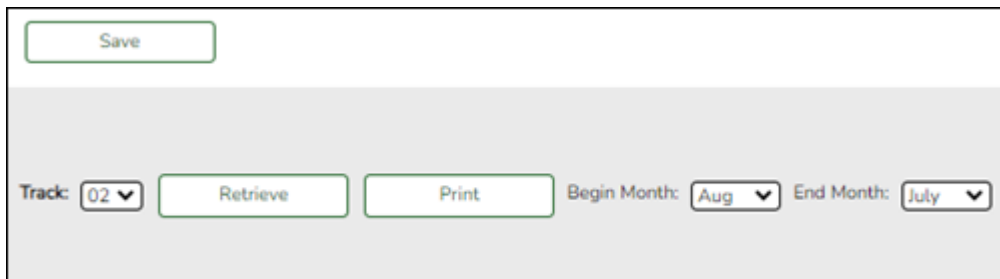 Save
Track: 02 Retrieve Print Begin Month: Aug End Month: July